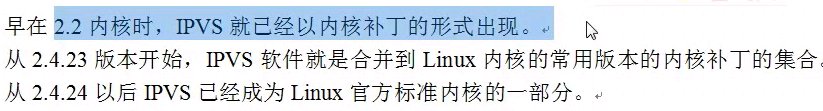 早在 2.2 内核时，IPVS 就已经以内核补丁的形式出现。
从 2.4.23 版本开始，IPVS 软件就是合并到 Linux 内核的常用版本的内核补丁的集合。
从 2.4.24 以后 IPVS 已经成为 Linux 官方标准内核的一部分。